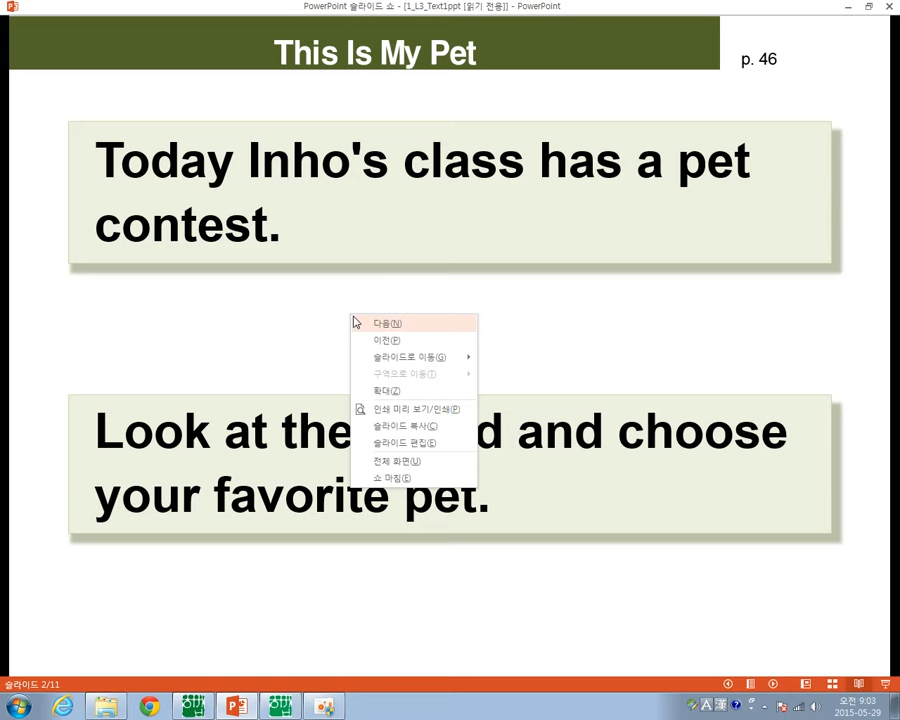 PowerPoint 슬라이드 쇼 - [1_L3_Text1ppt [읽기 전용]] - PowerPoint
This Is My Pet
p. 46
Today Inho's class has a pet
contest.
다음(N)
이전(P)
슬라이드로 이동(G)
구역으로 이동(T)
확대(Z)
인쇄 미리 보기/인쇄(P)
슬라이드 복사(C)
슬라이드 편집(E)
전체 화면(U)
쇼 마침(E)
Look at the d and choose
your favorite pet.
슬라이드 2/11
A 漢
오전 9:03
2015-05-29